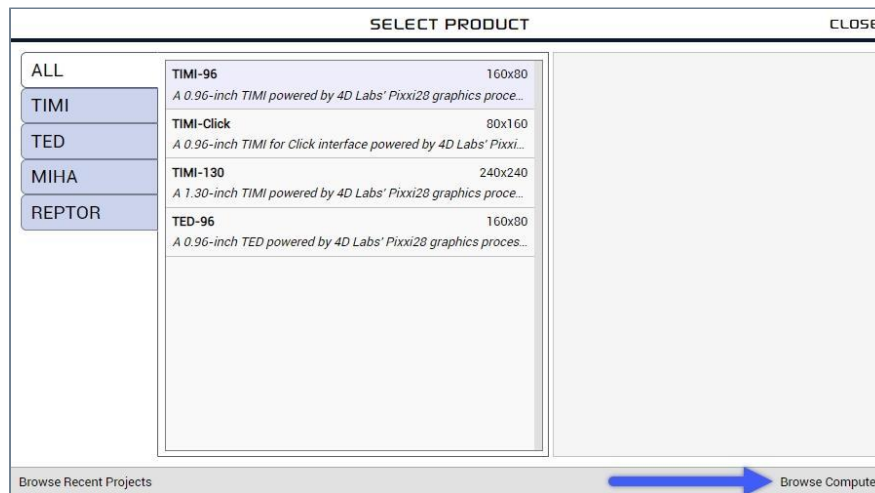 SELECT PRODUCT
CLOSE
ALL
TIMI
TED
MIHA
REPTOR
TIMI-96 160x80
A 0.96-inch TIMI powered by 4D Labs' Pixxi28 graphics proce...
TIMI-Click 80x160
A 0.96-inch TIMI for Click interface powered by 4D Labs' Pixxi...
TIMI-130 240x240
A 1.30-inch TIMI powered by 4D Labs' Pixxi28 graphics proce...
TED-96 160x80
A 0.96-inch TED powered by 4D Labs' Pixxi28 graphics proces...
Browse Recent Projects
Browse Compute